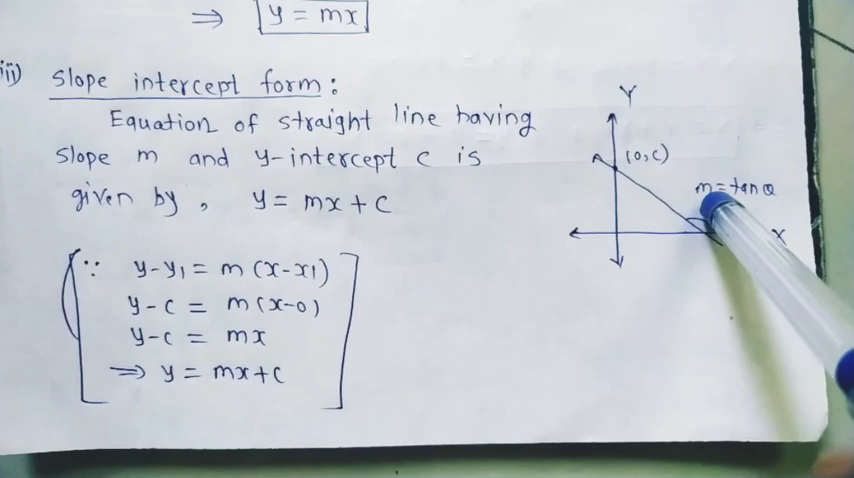 ⇒ y = mx
iii) Slope intercept form :
Equation of straight line having
slope m and y-intercept c is
given by, y = mx + c
∵ y-y₁ = m (x-x₁)
y-c = m(x-0)
y-c = mx
⇒ y = mx+c
Y
(0,c)
m = tan θ
X